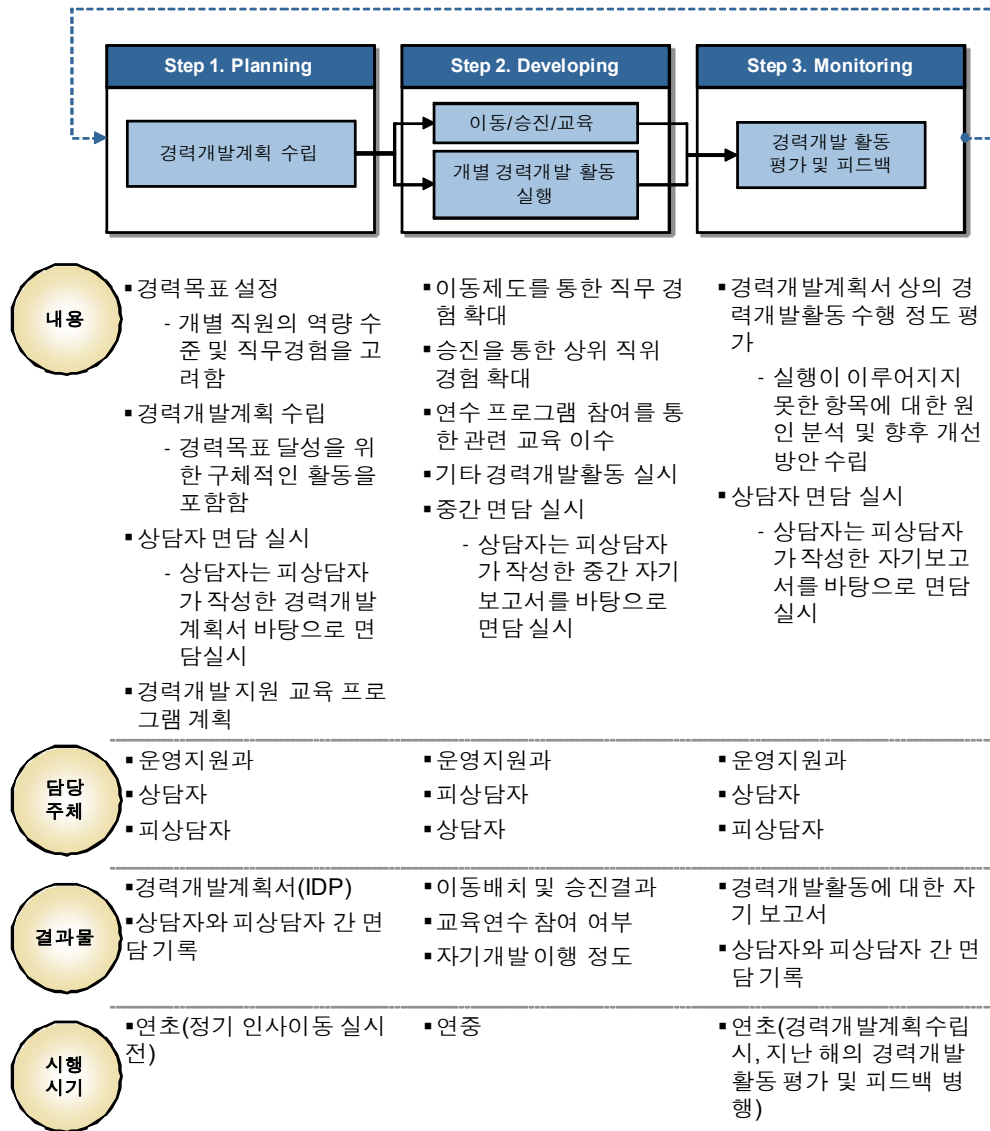 Step 1. Planning
Step 2. Developing
Step 3. Monitoring
경력개발계획 수립
이동/승진/교육
개별 경력개발 활동
실행
경력개발 활동
평가 및 피드백
내용
▪경력목표 설정
- 개별 직원의 역량 수
준 및 직무경험을 고
려함
▪경력개발계획 수립
- 경력목표 달성을 위
한 구체적인 활동을
포함함
▪상담자 면담 실시
- 상담자는 피상담자
가 작성한 경력개발
계획서 바탕으로 면
담실시
▪경력개발 지원 교육 프로
그램 계획
▪이동제도를 통한 직무 경
험 확대
▪승진을 통한 상위 직위
경험 확대
▪연수 프로그램 참여를 통
한 관련 교육 이수
▪기타 경력개발활동 실시
▪중간 면담 실시
- 상담자는 피상담자
가 작성한 중간 자기
보고서를 바탕으로
면담 실시
▪경력개발계획서 상의 경
력개발활동 수행 정도 평
가
- 실행이 이루어지지
못한 항목에 대한 원
인 분석 및 향후 개선
방안 수립
▪상담자 면담 실시
- 상담자는 피상담자
가 작성한 자기보고
서를 바탕으로 면담
실시
담당
주체
▪운영지원과
▪상담자
▪피상담자
▪운영지원과
▪피상담자
▪상담자
▪운영지원과
▪상담자
▪피상담자
결과물
▪경력개발계획서(IDP)
▪상담자와 피상담자 간 면
담 기록
▪이동배치 및 승진결과
▪교육연수 참여 여부
▪자기개발 이행 정도
▪경력개발활동에 대한 자
기 보고서
▪상담자와 피상담자 간 면
담 기록
시행
시기
▪연초(정기 인사이동 실시
전)
▪연중
▪연초(경력개발계획수립
시, 지난 해의 경력개발
활동 평가 및 피드백 병
행)